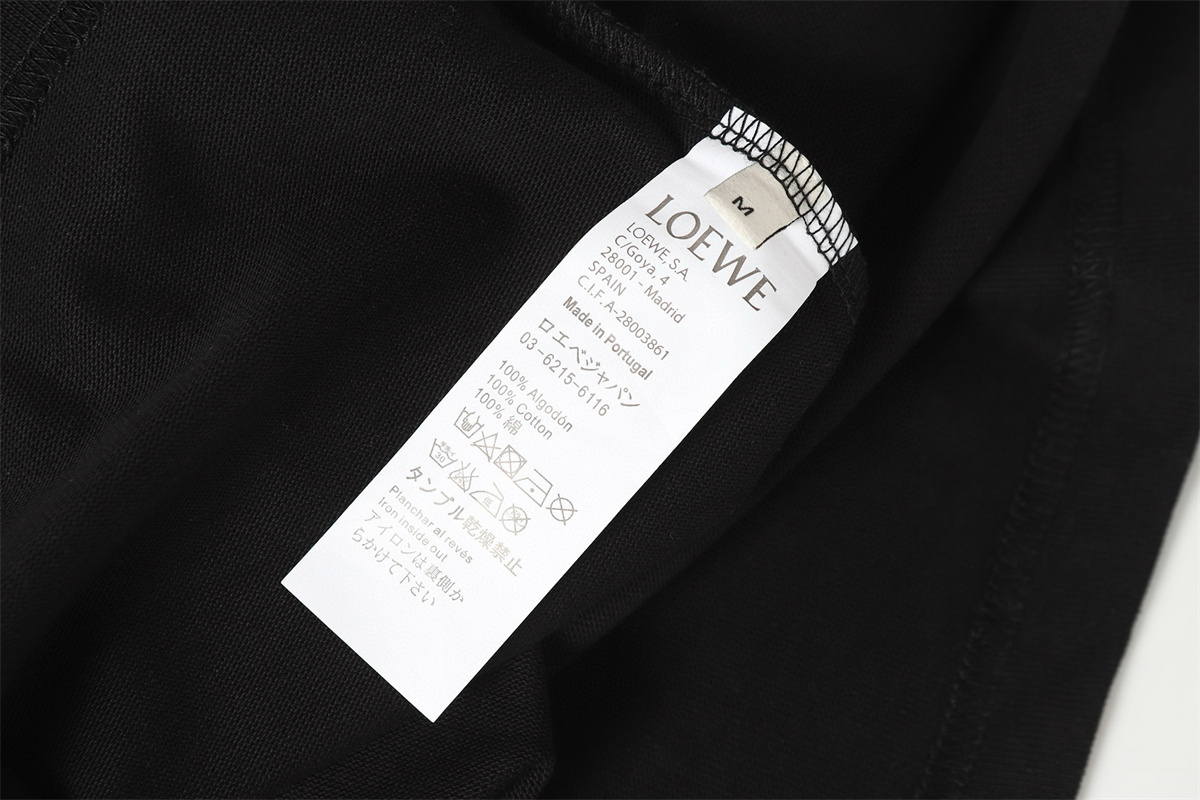 M
LOEWE
LOEWE, S.A.
C/Goya, 4
28001 - Madrid
SPAIN
C.I.F. A-28003861
Made in Portugal
ロエベジャパン
03-6215-6116
100% Algodón
100% Cotton
100% 綿
30
タンブル乾燥禁止
Planchar al revés
Iron inside out
アイロンは裏側か
らかけて下さい